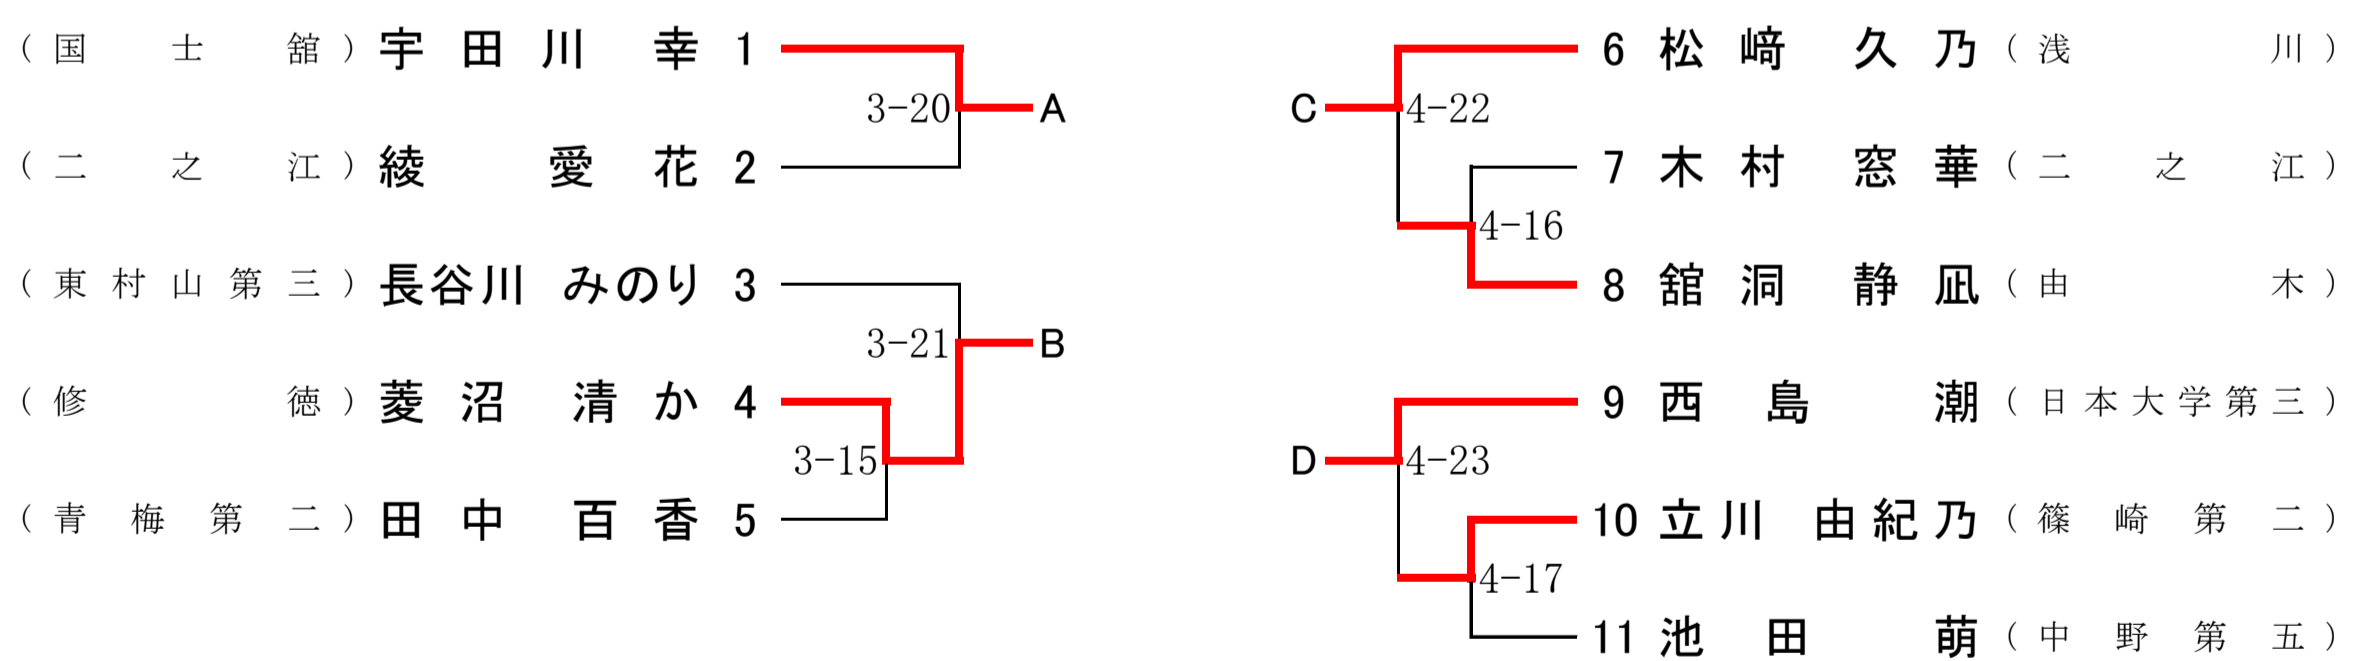 (国士舘) 宇田川 幸 1
3-20 A
(二之江) 綾 愛花 2
(東村山第三) 長谷川 みのり 3
3-21 B
(修徳) 菱沼 清か 4
3-15
(青梅第二) 田中 百香 5
6 松﨑 久乃 (浅川)
C 4-22
7 木村 窓華 (二之江)
4-16
8 舘洞 静凪 (由木)
9 西島 潮 (日本大学第三)
D 4-23
10 立川 由紀乃 (篠崎第二)
4-17
11 池田 萌 (中野第五)